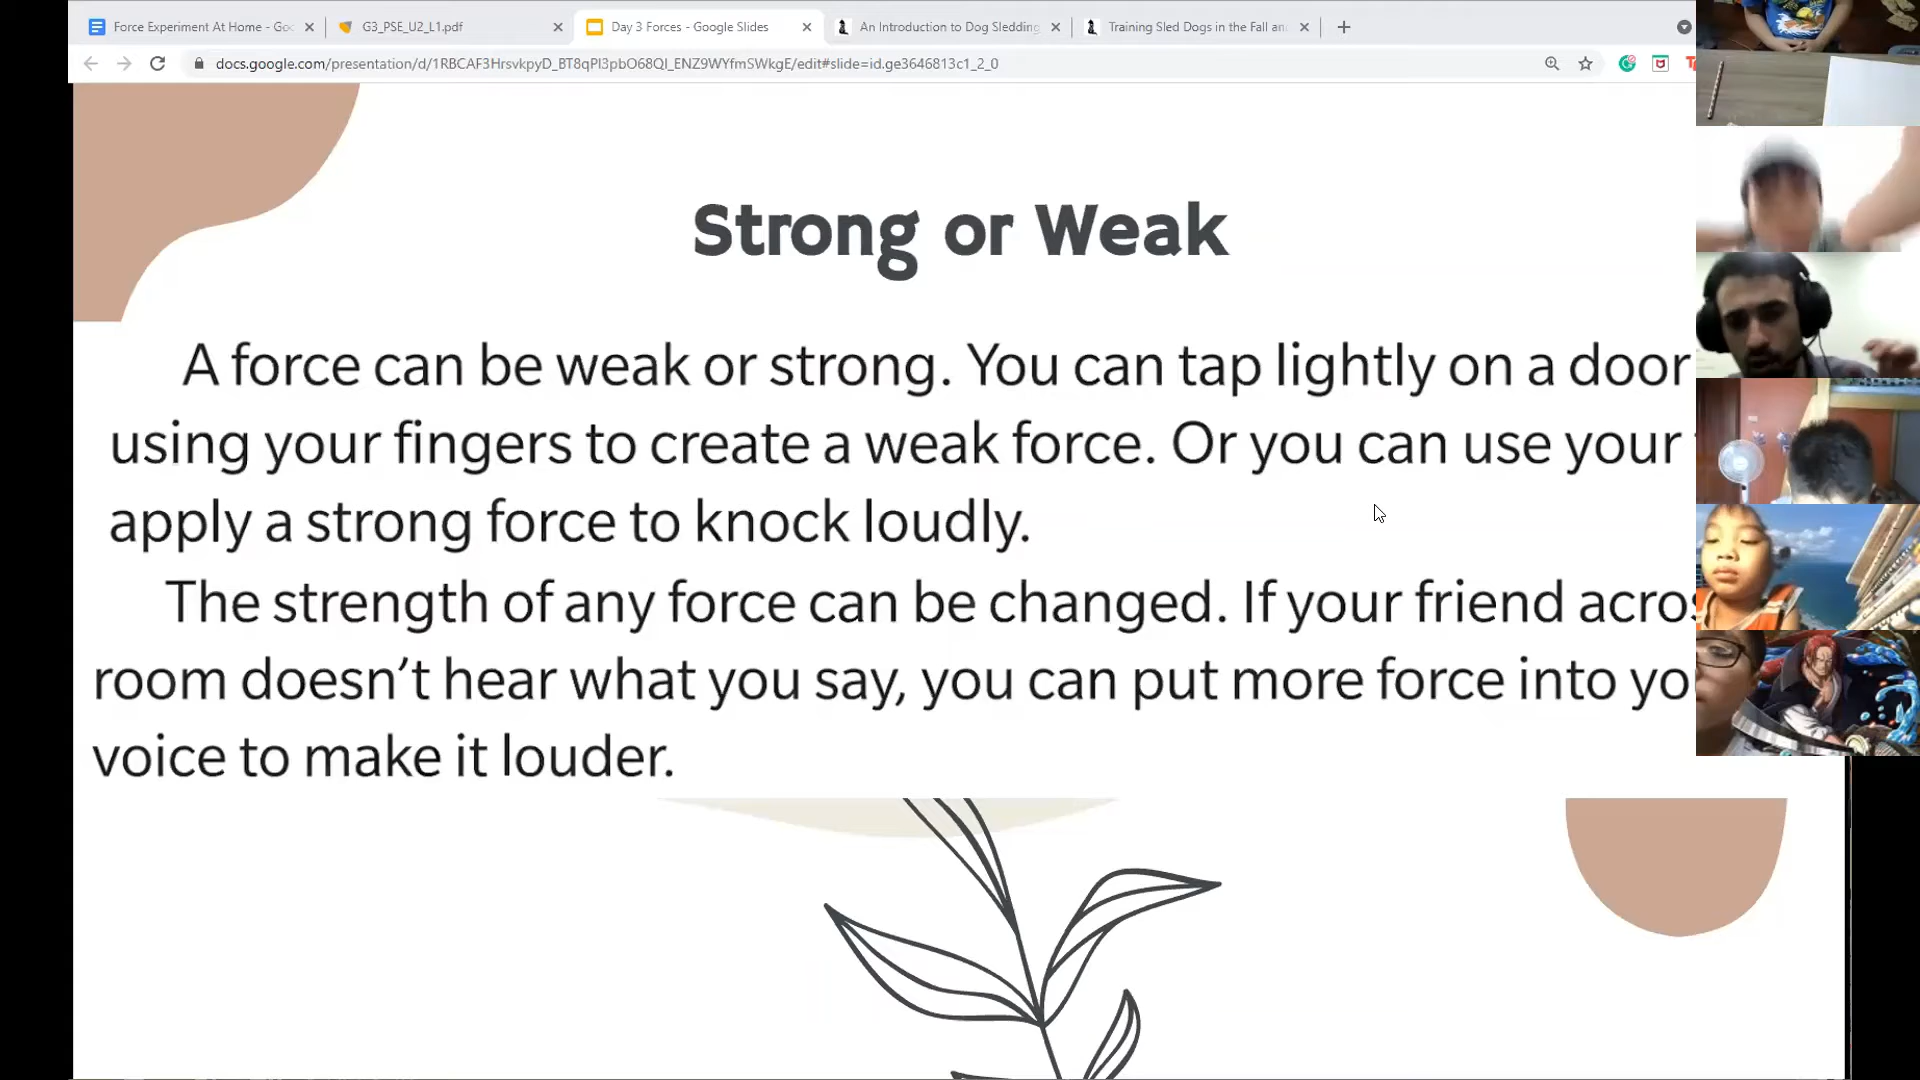 Force Experiment At Home - Goo
G3_PSE_U2_L1.pdf
Day 3 Forces - Google Slides
An Introduction to Dog Sledding
Training Sled Dogs in the Fall an
docs.google.com/presentation/d/1RBCAF3HrsvkpyD_BT8qPl3pbO68QI_ENZ9WYfmSWkgE/edit#slide=id.ge3646813c1_2_0
Strong or Weak
A force can be weak or strong. You can tap lightly on a door
using your fingers to create a weak force. Or you can use your
apply a strong force to knock loudly.
The strength of any force can be changed. If your friend acros
room doesn’t hear what you say, you can put more force into yo
voice to make it louder.